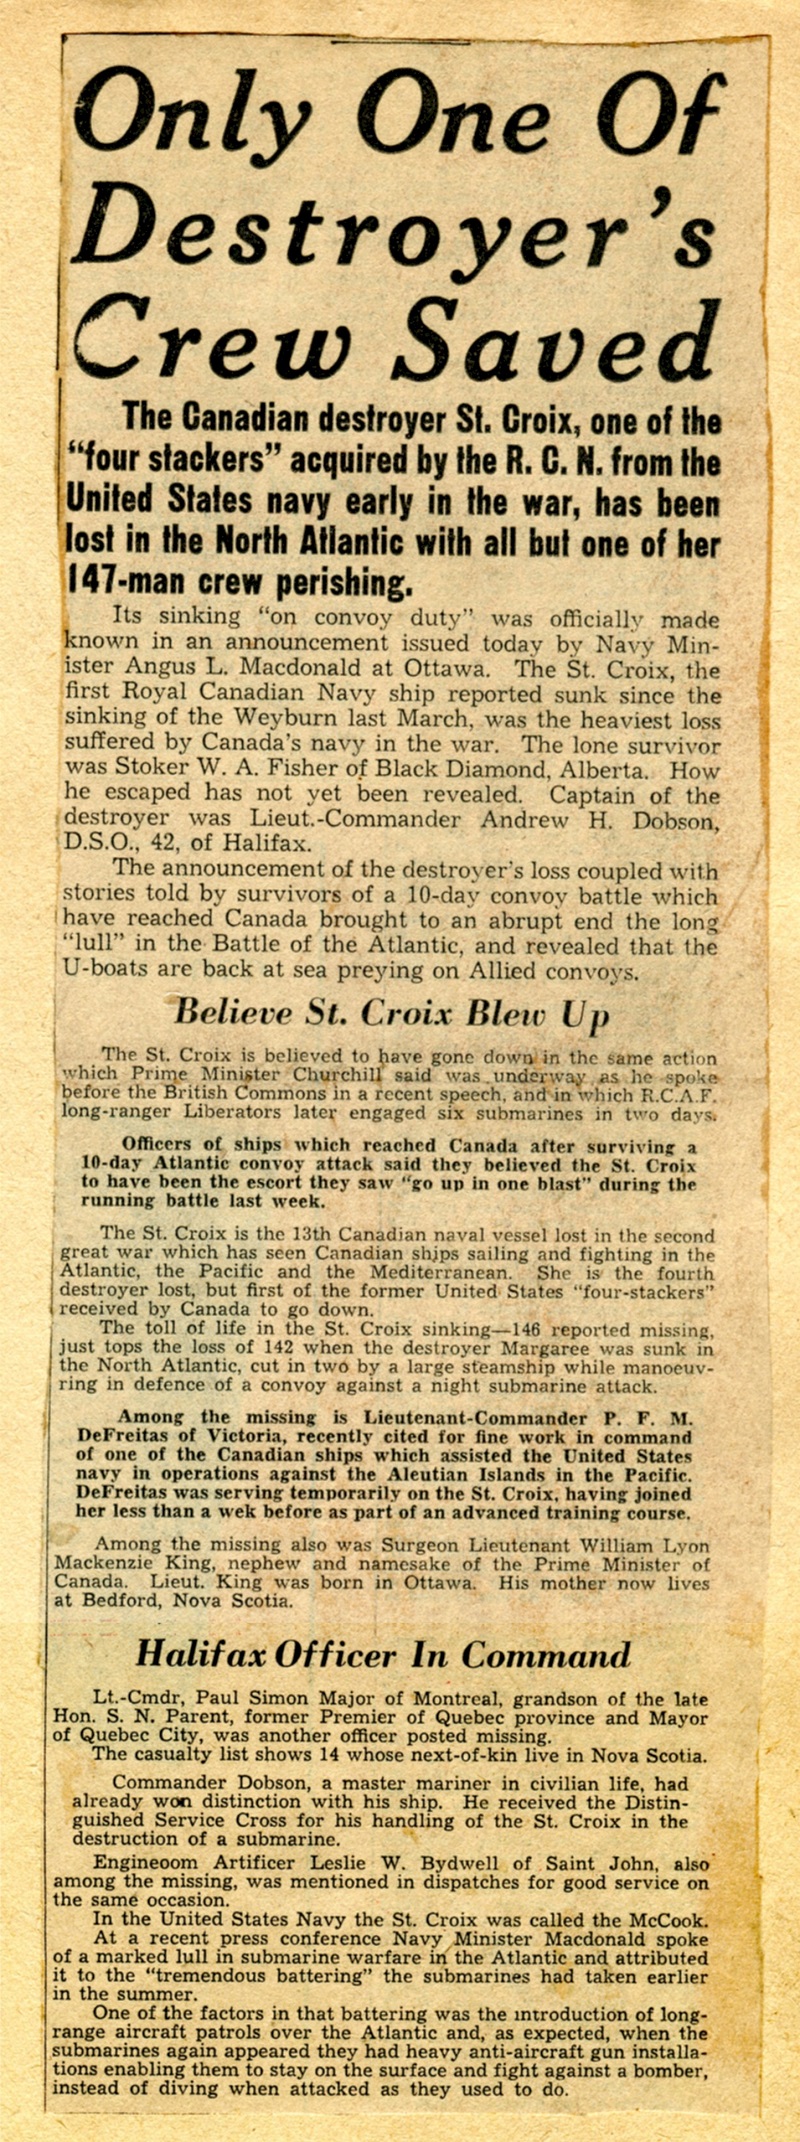 Only One Of
Destroyer's
Crew Saved
The Canadian destroyer St. Croix, one of the
"four stackers" acquired by the R. C. N. from the
United States navy early in the war, has been
lost in the North Atlantic with all but one of her
147-man crew perishing.
Its sinking "on convoy duty" was officially made
known in an announcement issued today by Navy Min-
ister Angus L. Macdonald at Ottawa. The St. Croix, the
first Royal Canadian Navy ship reported sunk since the
sinking of the Weyburn last March, was the heaviest loss
suffered by Canada's navy in the war. The lone survivor
was Stoker W. A. Fisher of Black Diamond, Alberta. How
he escaped has not yet been revealed. Captain of the
destroyer was Lieut.-Commander Andrew H. Dobson,
D.S.O., 42, of Halifax.
The announcement of the destroyer's loss coupled with
stories told by survivors of a 10-day convoy battle which
have reached Canada brought to an abrupt end the long
"lull" in the Battle of the Atlantic, and revealed that the
U-boats are back at sea preying on Allied convoys.
Believe St. Croix Blew Up
The St. Croix is believed to have gone down in the same action
which Prime Minister Churchill said was underway as he spoke
before the British Commons in a recent speech, and in which R.C.A.F.
long-ranger Liberators later engaged six submarines in two days.
Officers of ships which reached Canada after surviving a
10-day Atlantic convoy attack said they believed the St. Croix
to have been the escort they saw "go up in one blast" during the
running battle last week.
The St. Croix is the 13th Canadian naval vessel lost in the second
great war which has seen Canadian ships sailing and fighting in the
Atlantic, the Pacific and the Mediterranean. She is the fourth
destroyer lost, but first of the former United States "four-stackers"
received by Canada to go down.
The toll of life in the St. Croix sinking—146 reported missing,
just tops the loss of 142 when the destroyer Margaree was sunk in
the North Atlantic, cut in two by a large steamship while manoeuv-
ring in defence of a convoy against a night submarine attack.
Among the missing is Lieutenant-Commander P. F. M.
DeFreitas of Victoria, recently cited for fine work in command
of one of the Canadian ships which assisted the United States
navy in operations against the Aleutian Islands in the Pacific.
DeFreitas was serving temporarily on the St. Croix, having joined
her less than a wek before as part of an advanced training course.
Among the missing also was Surgeon Lieutenant William Lyon
Mackenzie King, nephew and namesake of the Prime Minister of
Canada. Lieut. King was born in Ottawa. His mother now lives
at Bedford, Nova Scotia.
Halifax Officer In Command
Lt.-Cmdr, Paul Simon Major of Montreal, grandson of the late
Hon. S. N. Parent, former Premier of Quebec province and Mayor
of Quebec City, was another officer posted missing.
The casualty list shows 14 whose next-of-kin live in Nova Scotia.
Commander Dobson, a master mariner in civilian life, had
already won distinction with his ship. He received the Distin-
guished Service Cross for his handling of the St. Croix in the
destruction of a submarine.
Engineoom Artificer Leslie W. Bydwell of Saint John, also
among the missing, was mentioned in dispatches for good service on
the same occasion.
In the United States Navy the St. Croix was called the McCook.
At a recent press conference Navy Minister Macdonald spoke
of a marked lull in submarine warfare in the Atlantic and attributed
it to the "tremendous battering" the submarines had taken earlier
in the summer.
One of the factors in that battering was the introduction of long-
range aircraft patrols over the Atlantic and, as expected, when the
submarines again appeared they had heavy anti-aircraft gun installa-
tions enabling them to stay on the surface and fight against a bomber,
instead of diving when attacked as they used to do.